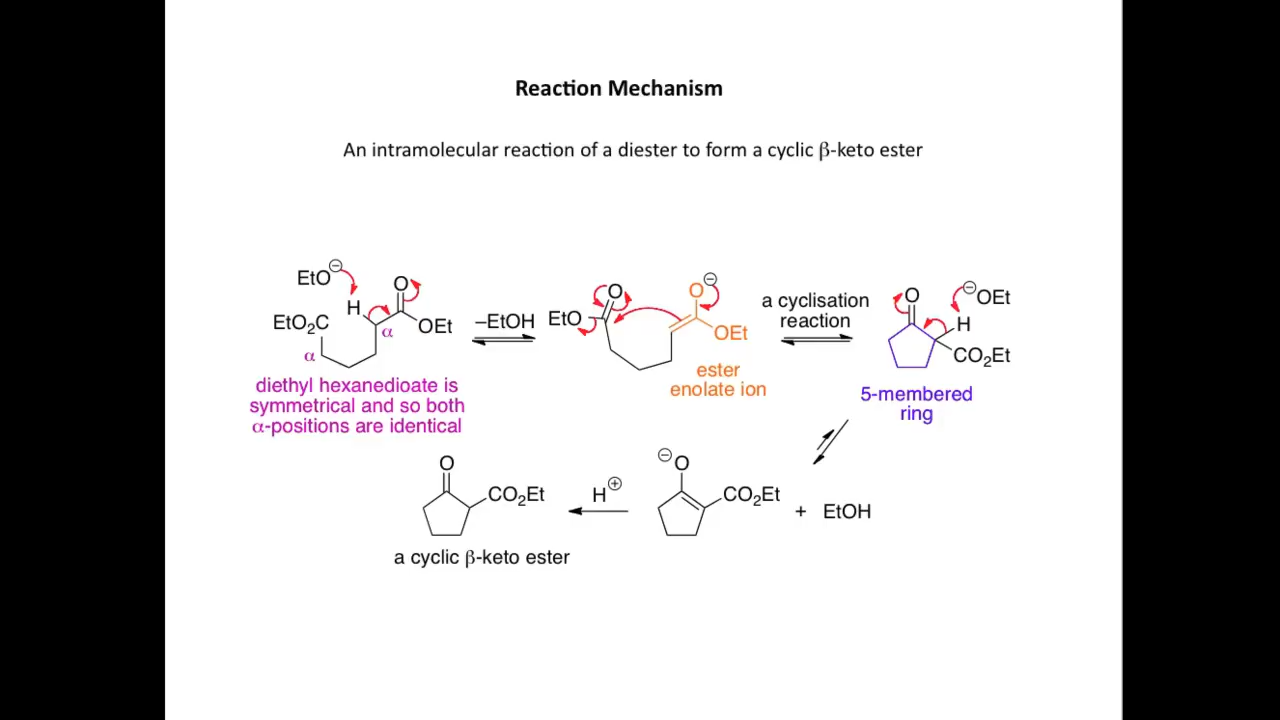 Reaction Mechanism
An intramolecular reaction of a diester to form a cyclic β-keto ester
EtO⊖
H
O
EtO₂C
α
OEt
α
diethyl hexanedioate is
symmetrical and so both
α-positions are identical
–EtOH
EtO
O
O⊖
OEt
ester
enolate ion
a cyclisation
reaction
O
⊖OEt
H
CO₂Et
5-membered
ring
O
CO₂Et
a cyclic β-keto ester
H⊕
⊖O
CO₂Et
+ EtOH